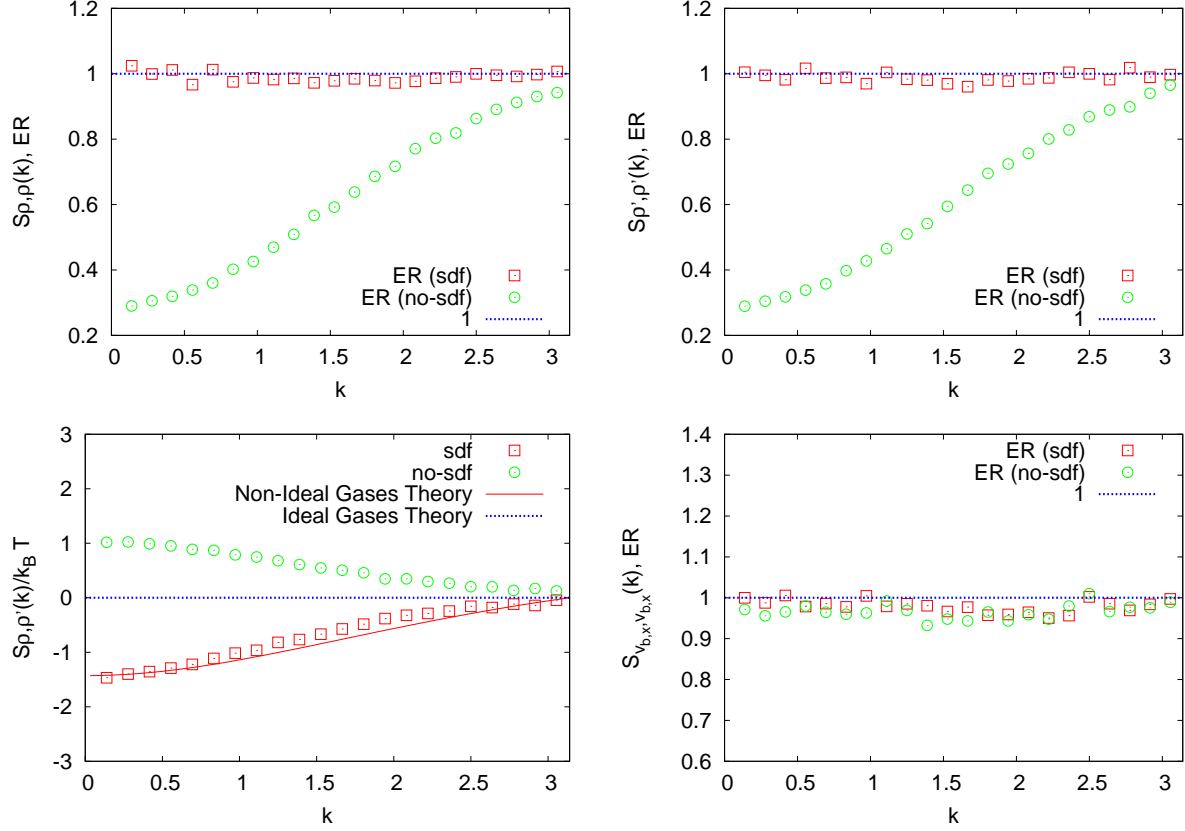 1.2
1
0.8
0.6
0.4
0.2
Sρ,ρ(k), ER
ER (sdf)
ER (no-sdf)
1
0 0.5 1 1.5 2 2.5 3
k
1.2
1
0.8
0.6
0.4
0.2
Sρ',ρ'(k), ER
ER (sdf)
ER (no-sdf)
1
0 0.5 1 1.5 2 2.5 3
k
3
2
1
0
-1
-2
-3
Sρ,ρ'(k)/k_B T
sdf
no-sdf
Non-Ideal Gases Theory
Ideal Gases Theory
0 0.5 1 1.5 2 2.5 3
k
1.4
1.3
1.2
1.1
1
0.9
0.8
0.7
0.6
S_{v_{b,x},v_{b,x}}(k), ER
ER (sdf)
ER (no-sdf)
1
0 0.5 1 1.5 2 2.5 3
k